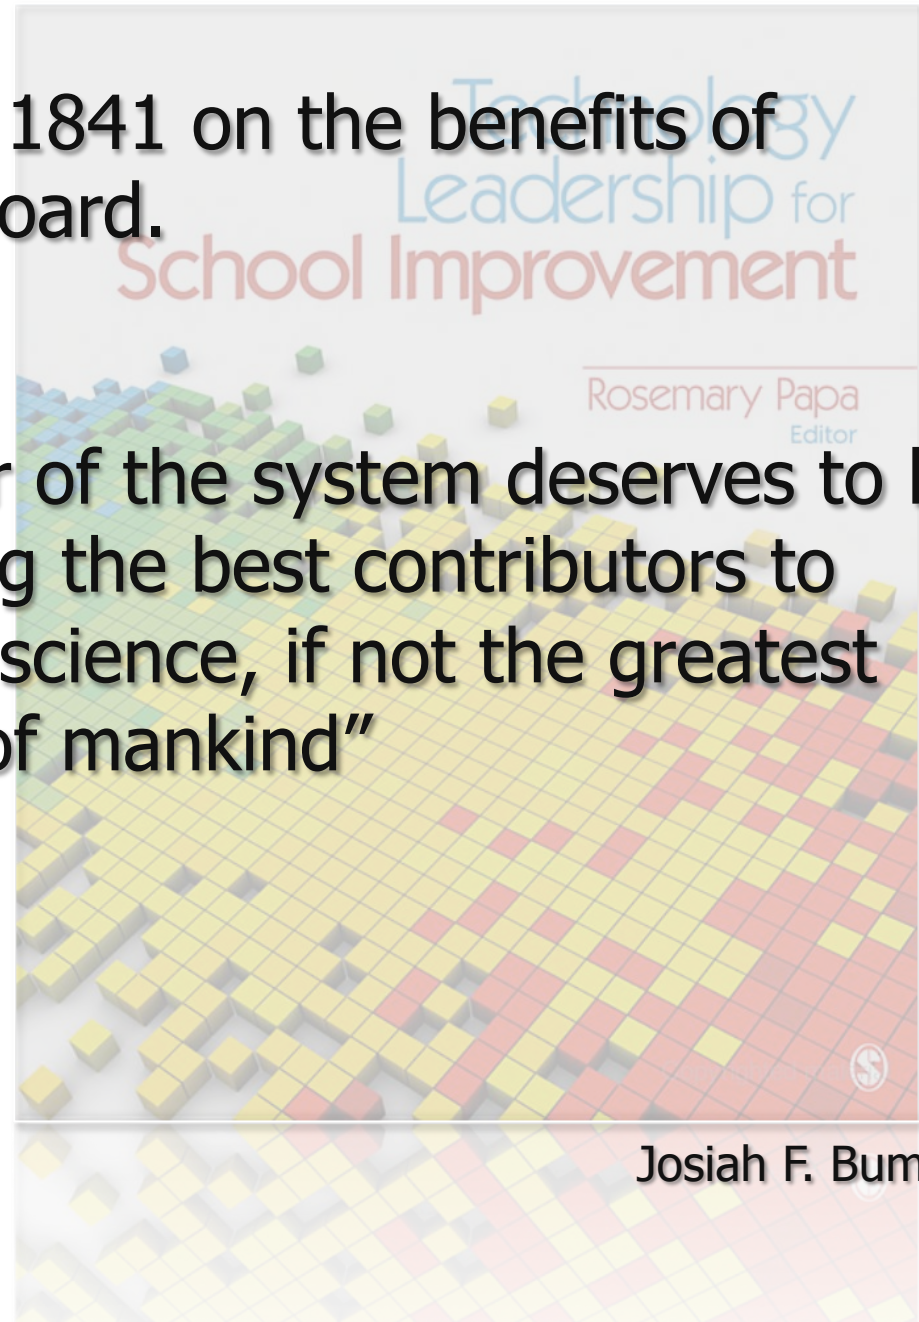 1841 on the benefits of
Technology
oard.
Leadership for
School Improvement
Rosemary Papa
Editor
r of the system deserves to
g the best contributors to
science, if not the greatest
of mankind”
Josiah F. Bum